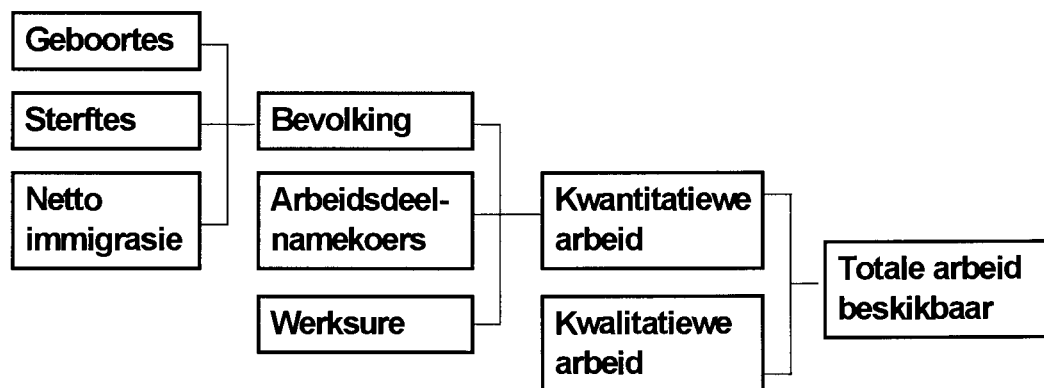 Geboortes
Sterftes
Netto
immigrasie
Bevolking
Arbeidsdeel-
namekoers
Werksure
Kwantitatiewe
arbeid
Kwalitatiewe
arbeid
Totale arbeid
beskikbaar